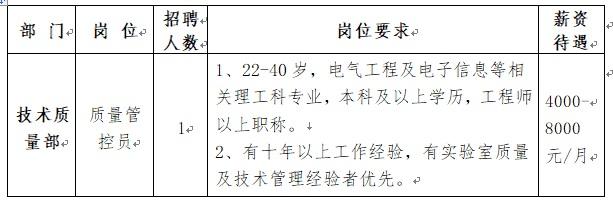 部 门 岗 位 招聘人数 岗位要求 薪资待遇
技术质量部 质量管控员 1
1、22-40 岁，电气工程及电子信息等相
关理工科专业，本科及以上学历，工程师
以上职称。↓
2、有十年以上工作经验，有实验室质量
及技术管理经验者优先。↓
4000-
8000
元/月